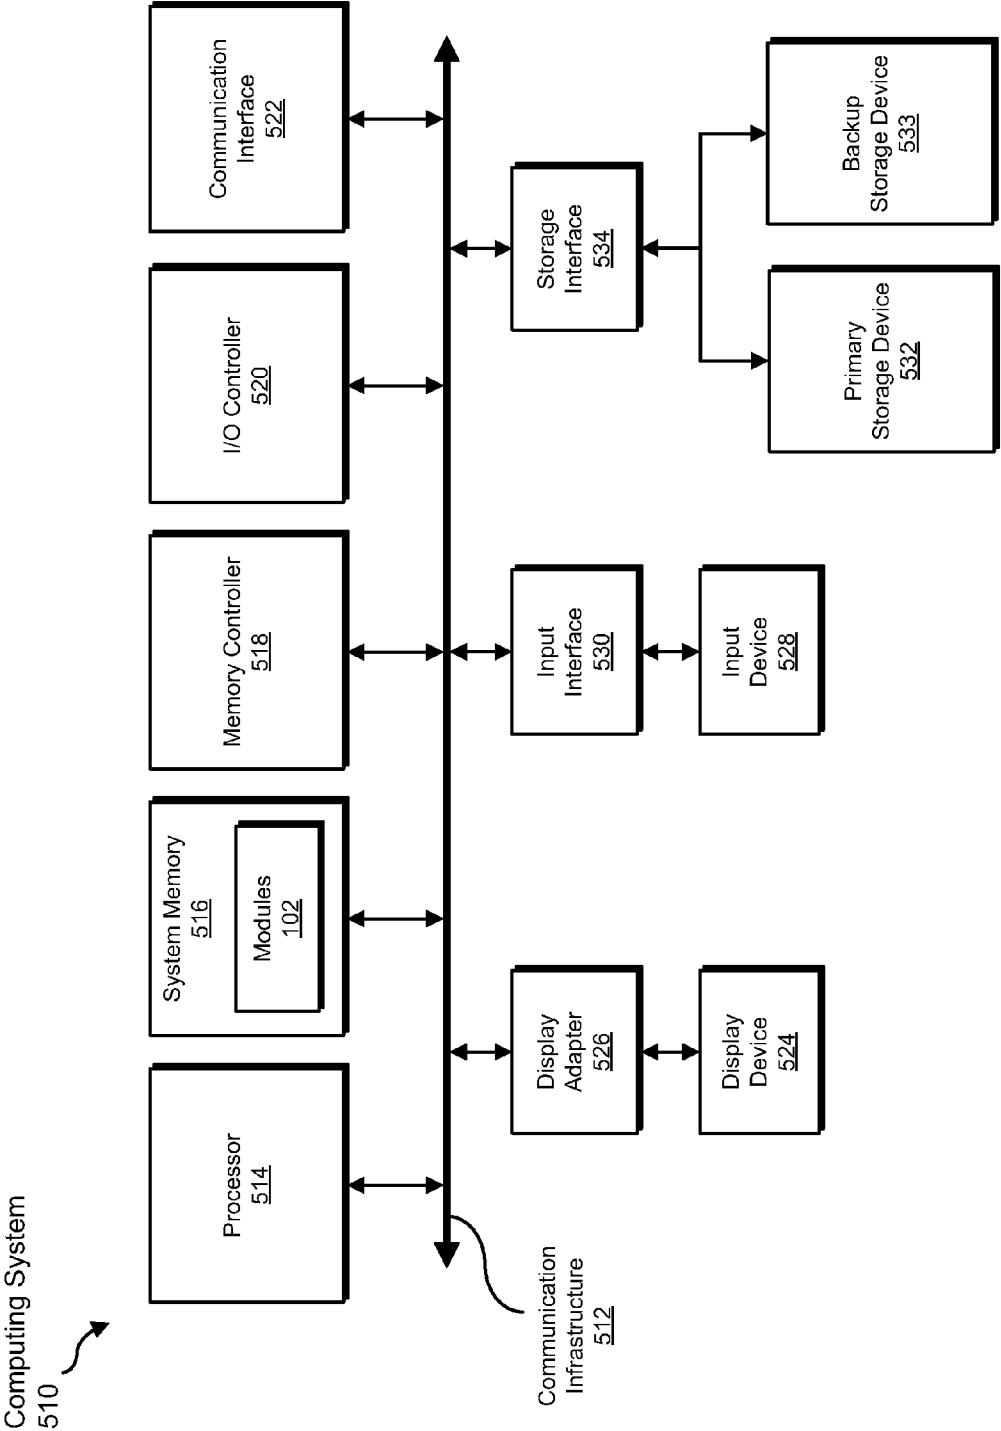 Computing System
510
Processor
514
System Memory
516
Modules
102
Memory Controller
518
I/O Controller
520
Communication
Interface
522
Communication
Infrastructure
512
Display
Adapter
526
Input
Interface
530
Storage
Interface
534
Display
Device
524
Input
Device
528
Primary
Storage Device
532
Backup
Storage Device
533